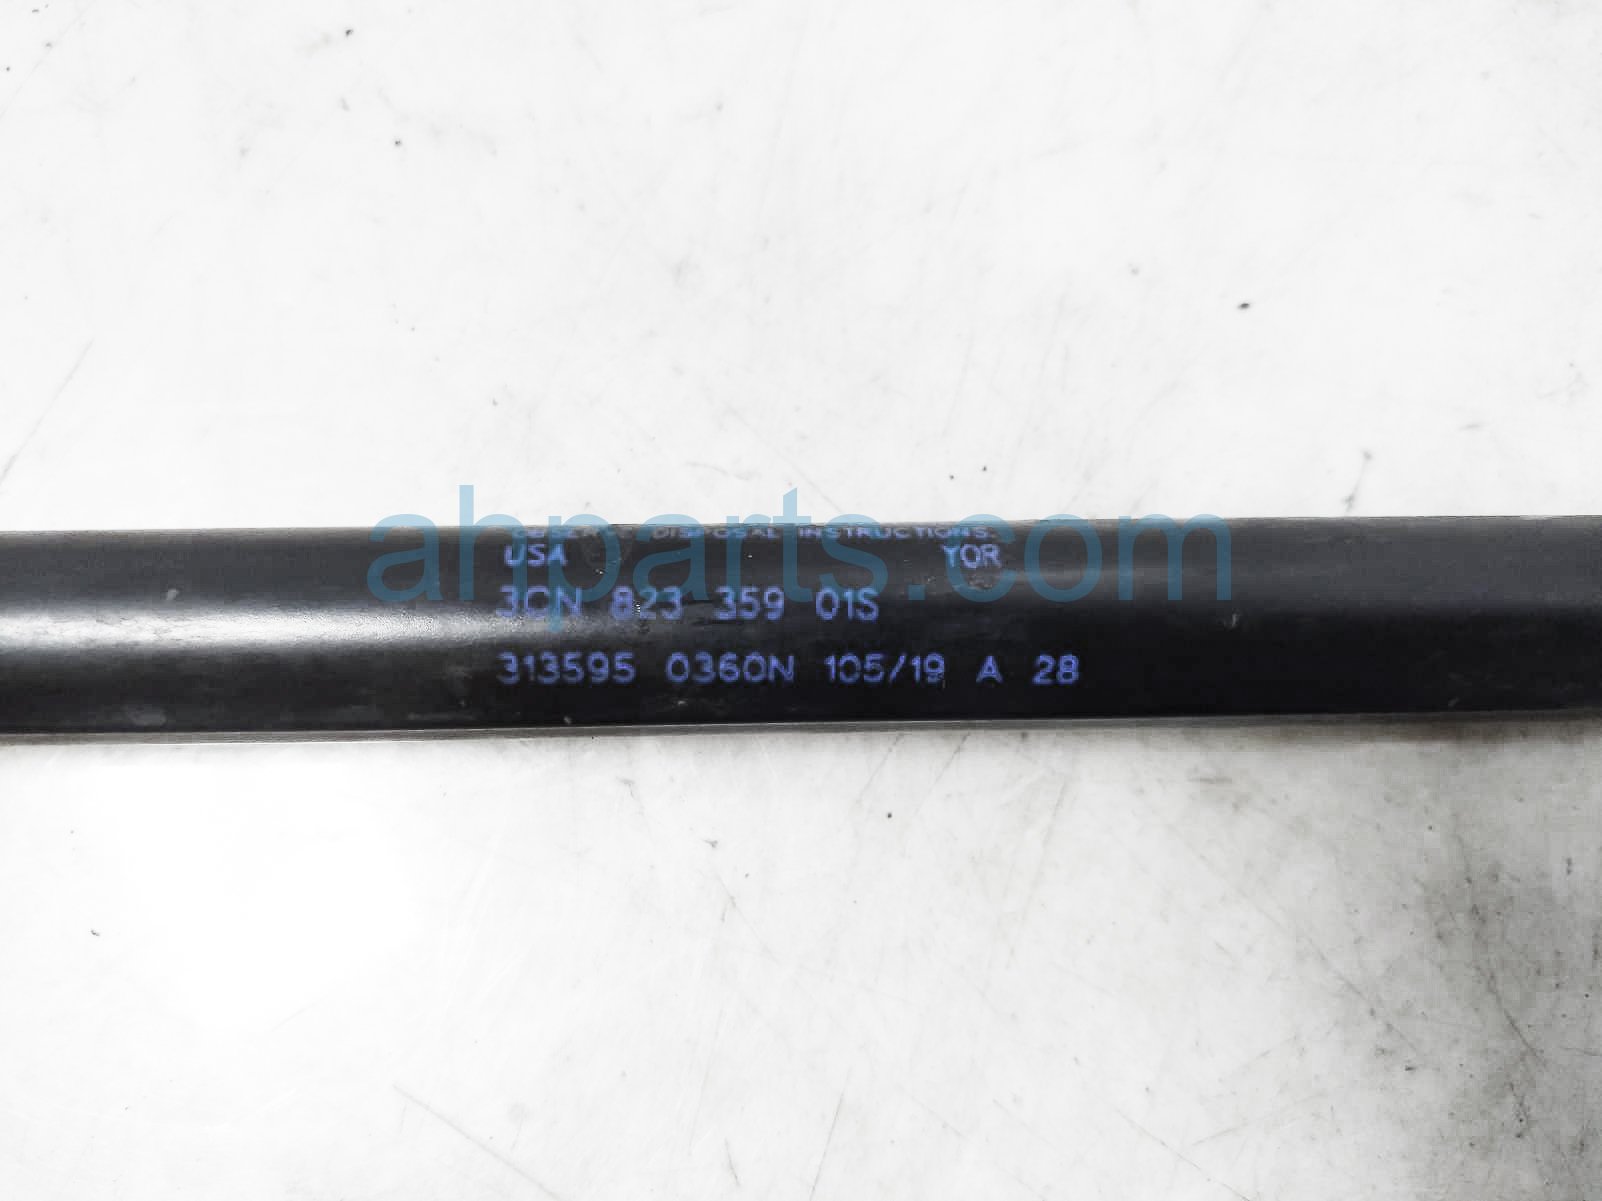 DISPOSAL INSTRUCTIONS.
USA YOR
3CN 823 359 01S
313595 0360N 105/19 A 28
ahparts.com